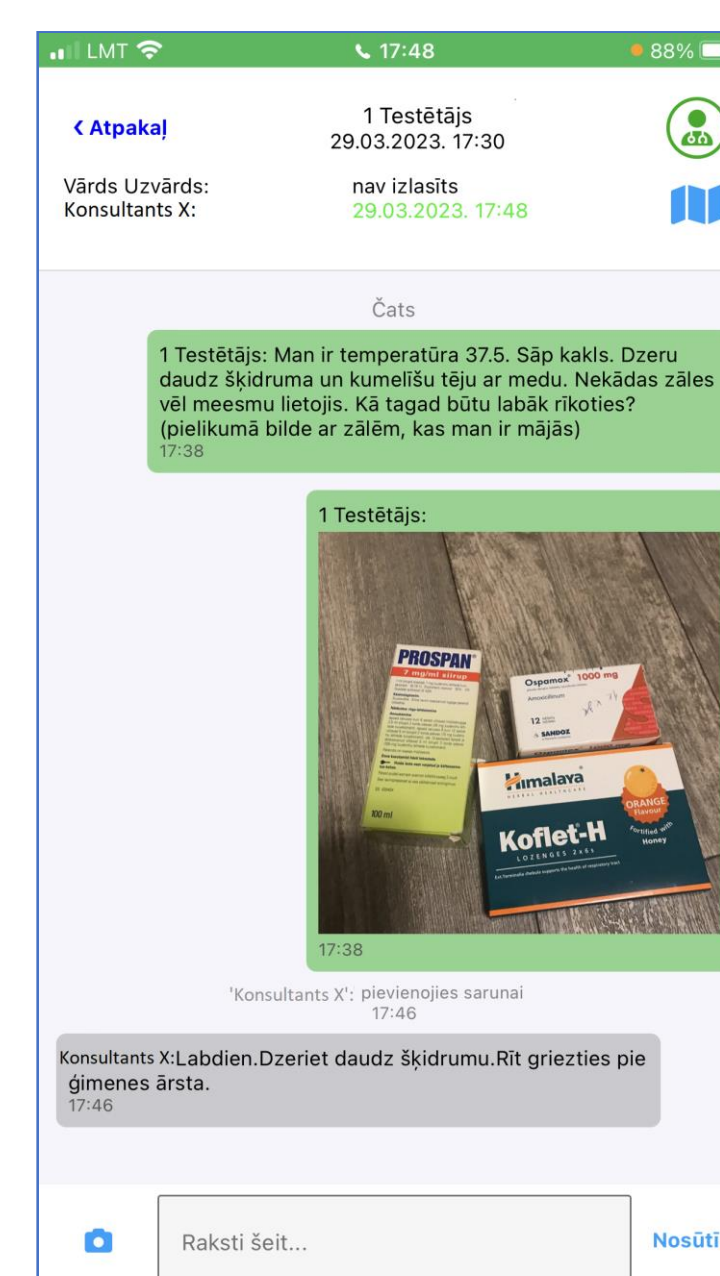 LMT 17:48 88%
Atpakaļ
1 Testētājs
29.03.2023. 17:30
Vārds Uzvārds: nav izlasīts
Konsultants X: 29.03.2023. 17:48
Čats
1 Testētājs: Man ir temperatūra 37.5. Sāp kakls. Dzeru
daudz šķidruma un kumelīšu tēju ar medu. Nekādas zāles
vēl meesmu lietojis. Kā tagad būtu labāk rīkoties?
(pielikumā bilde ar zālēm, kas man ir mājās)
17:38
1 Testētājs:
PROSPAN
7 mg/ml siirup
100 ml
Ospamox® 1000 mg
Amoxicillinum
12
SANDOZ
Himalaya
HERBAL HEALTHCARE
ORANGE
Flavour
Fortified with
Honey
Koflet-H
LOZENGES 2x6s
17:38
'Konsultants X': pievienojies sarunai
17:46
Konsultants X:Labdien.Dzeriet daudz šķidrumu.Rīt griezties pie
ģimenes ārsta.
17:46
Raksti šeit...
Nosūtī